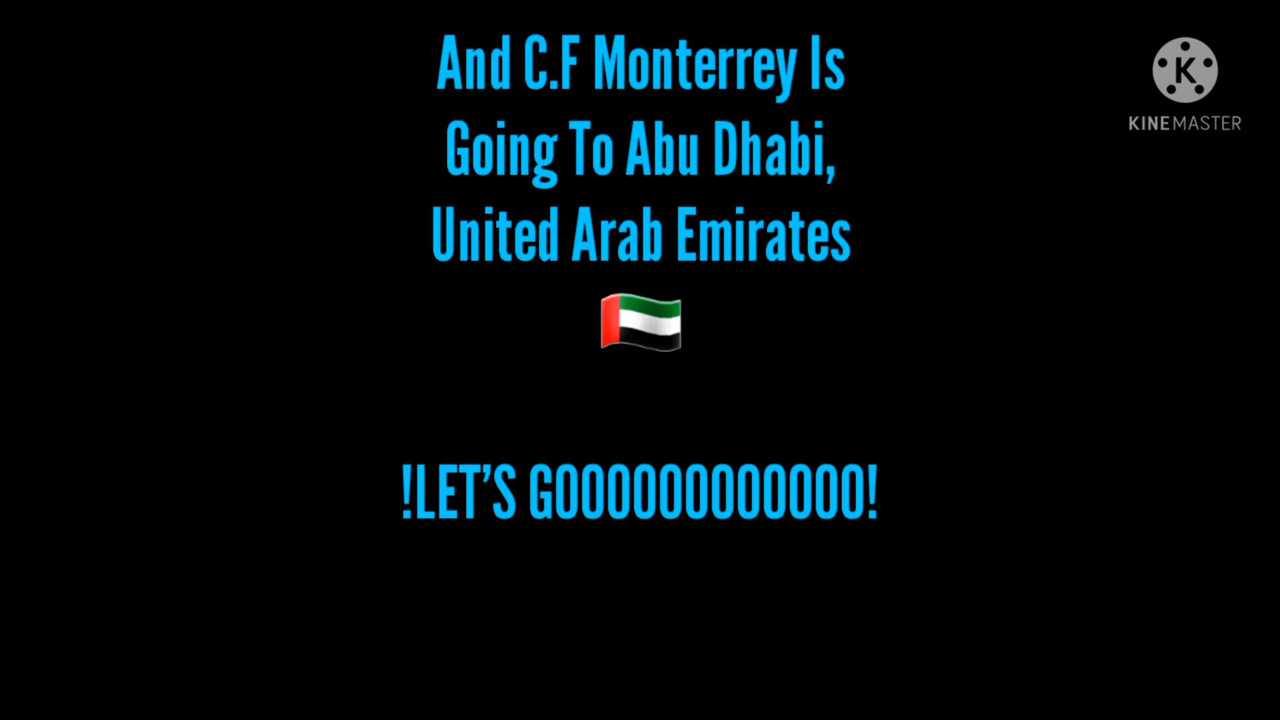 And C.F Monterrey Is
Going To Abu Dhabi,
United Arab Emirates
🇦🇪
!LET'S GOOOOOOOOOOOO!
K
KINEMASTER